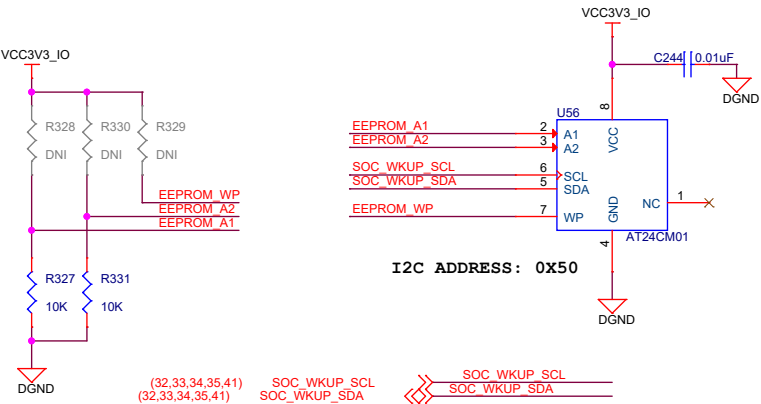 VCC3V3_IO
VCC3V3_IO
C244 0.01uF
DGND
U56
8
VCC
R328 R330 R329
DNI DNI DNI
EEPROM_A1 2 A1
EEPROM_A2 3 A2
SOC_WKUP_SCL 6 SCL
SOC_WKUP_SDA 5 SDA
EEPROM_WP
EEPROM_A2
EEPROM_A1
EEPROM_WP 7 WP
GND
NC 1
4
AT24CM01
I2C ADDRESS: 0X50
R327 R331
10K 10K
DGND
DGND
(32,33,34,35,41) SOC_WKUP_SCL SOC_WKUP_SCL
(32,33,34,35,41) SOC_WKUP_SDA SOC_WKUP_SDA